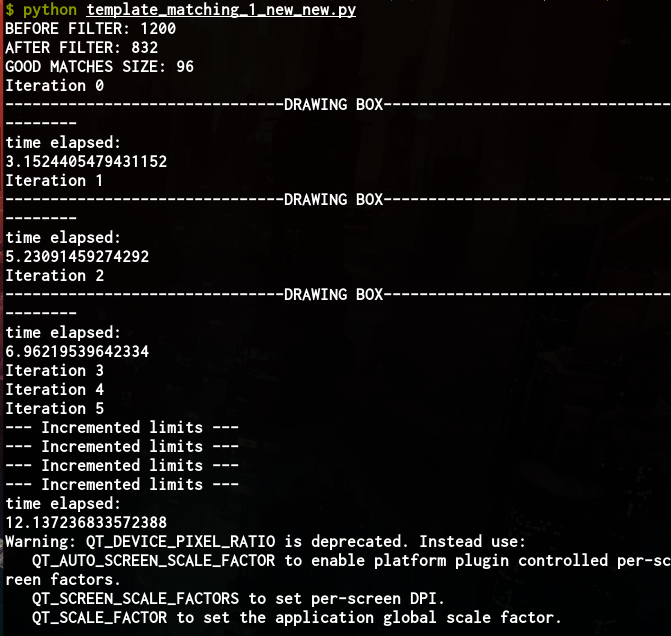 $ python template_matching_1_new_new.py
BEFORE FILTER: 1200
AFTER FILTER: 832
GOOD MATCHES SIZE: 96
Iteration 0
-------------------------------DRAWING BOX--------------------------------
--------
time elapsed:
3.1524405479431152
Iteration 1
-------------------------------DRAWING BOX--------------------------------
--------
time elapsed:
5.23091459274292
Iteration 2
-------------------------------DRAWING BOX--------------------------------
--------
time elapsed:
6.96219539642334
Iteration 3
Iteration 4
Iteration 5
--- Incremented limits ---
--- Incremented limits ---
--- Incremented limits ---
--- Incremented limits ---
time elapsed:
12.137236833572388
Warning: QT_DEVICE_PIXEL_RATIO is deprecated. Instead use:
   QT_AUTO_SCREEN_SCALE_FACTOR to enable platform plugin controlled per-sc
reen factors.
   QT_SCREEN_SCALE_FACTORS to set per-screen DPI.
   QT_SCALE_FACTOR to set the application global scale factor.